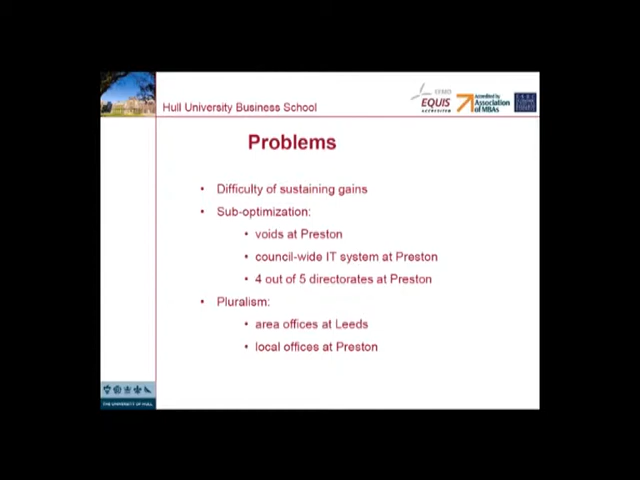 Hull University Business School
EQUIS
ACCREDITED
Accredited by
Association
of MBAs
Problems
• Difficulty of sustaining gains
• Sub-optimization:
• voids at Preston
• council-wide IT system at Preston
• 4 out of 5 directorates at Preston
• Pluralism:
• area offices at Leeds
• local offices at Preston
THE UNIVERSITY OF HULL